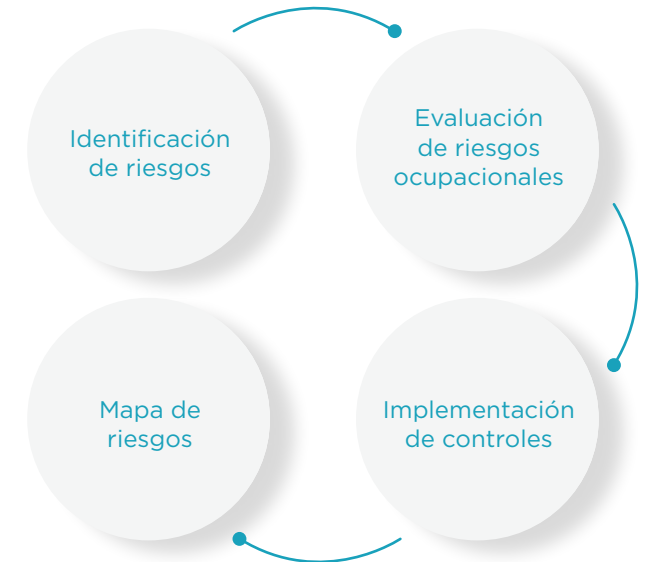 Identificación
de riesgos
Evaluación
de riesgos
ocupacionales
Implementación
de controles
Mapa de
riesgos